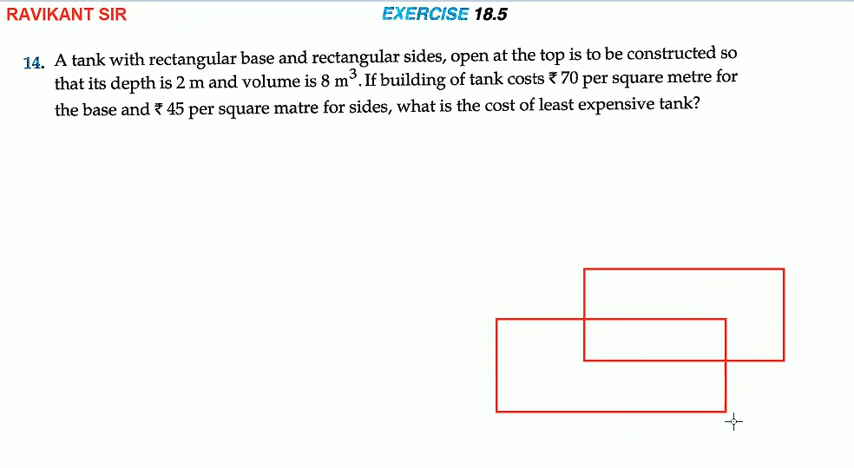 RAVIKANT SIR
EXERCISE 18.5
14. A tank with rectangular base and rectangular sides, open at the top is to be constructed so
that its depth is 2 m and volume is 8 m³. If building of tank costs ₹ 70 per square metre for
the base and ₹ 45 per square matre for sides, what is the cost of least expensive tank?